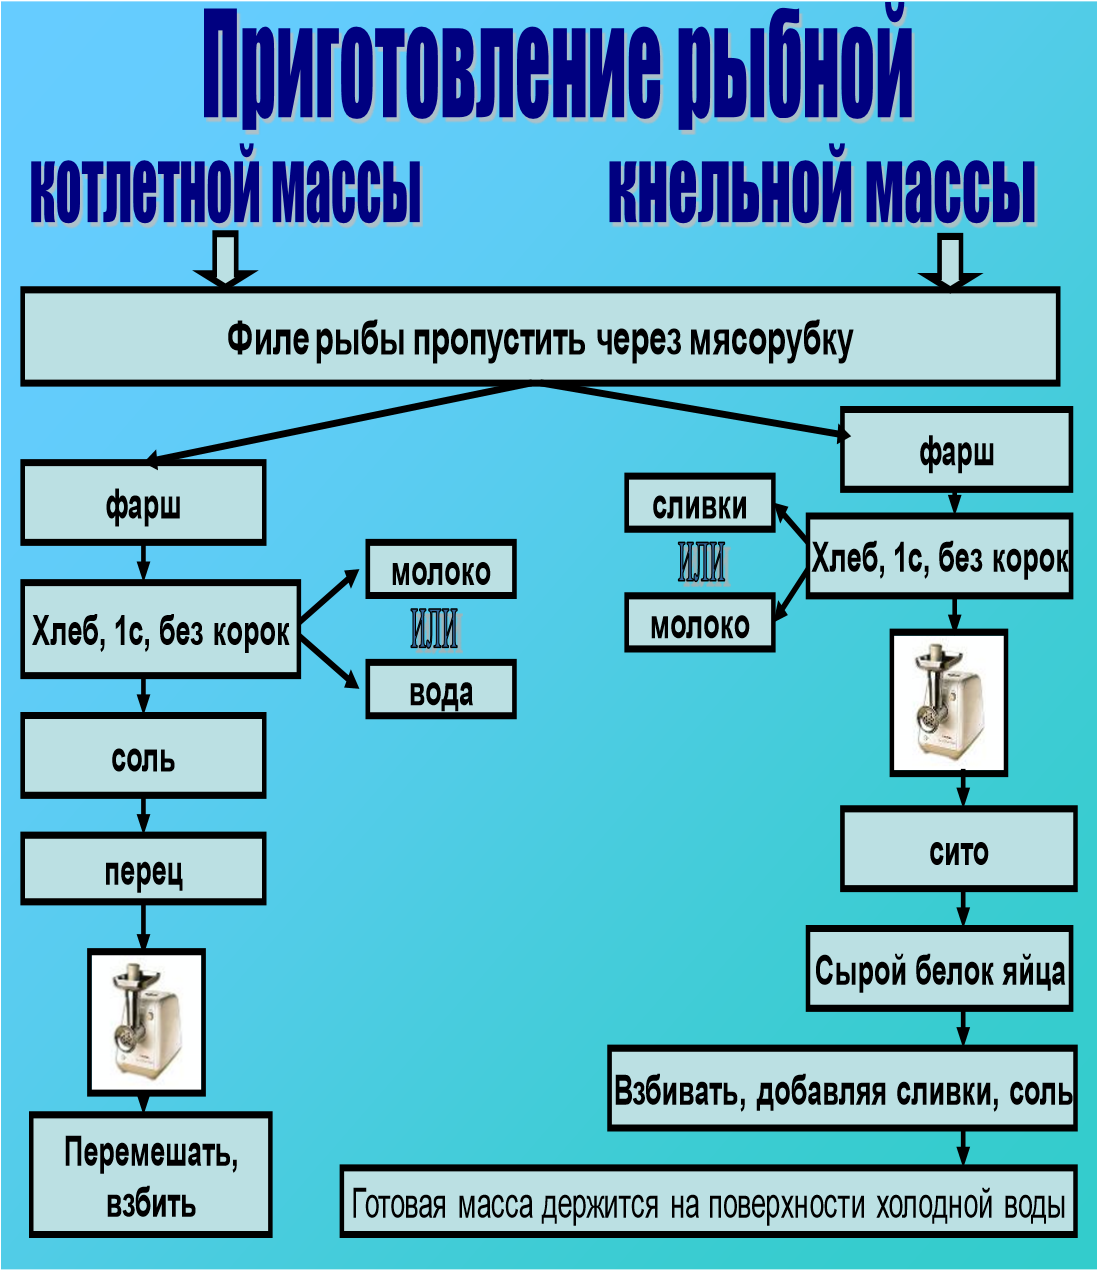 Приготовление рыбной
котлетной массы
кнельной массы
Филе рыбы пропустить через мясорубку
фарш
Хлеб, 1с, без корок
молоко
ИЛИ
вода
соль
перец
Перемешать,
взбить
фарш
сливки
ИЛИ
молоко
Хлеб, 1с, без корок
сито
Сырой белок яйца
Взбивать, добавляя сливки, соль
Готовая масса держится на поверхности холодной воды